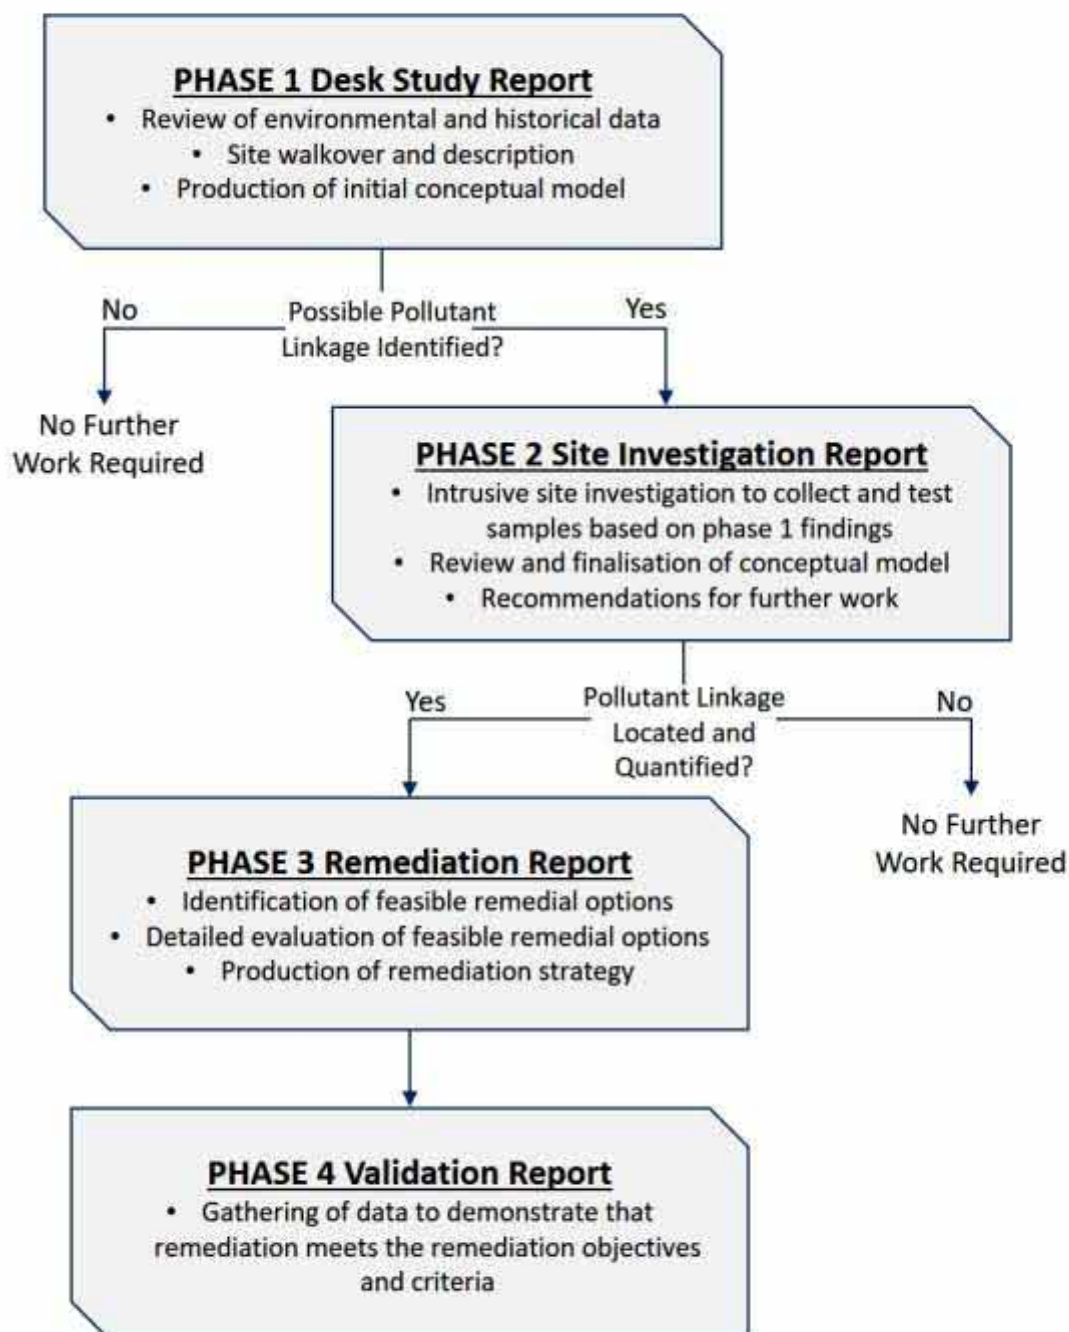 PHASE 1 Desk Study Report
• Review of environmental and historical data
• Site walkover and description
• Production of initial conceptual model
No
Possible Pollutant
Linkage Identified?
Yes
No Further
Work Required
PHASE 2 Site Investigation Report
• Intrusive site investigation to collect and test
samples based on phase 1 findings
• Review and finalisation of conceptual model
• Recommendations for further work
Yes
Pollutant Linkage
Located and
Quantified?
No
No Further
Work Required
PHASE 3 Remediation Report
• Identification of feasible remedial options
• Detailed evaluation of feasible remedial options
• Production of remediation strategy
PHASE 4 Validation Report
• Gathering of data to demonstrate that
remediation meets the remediation objectives
and criteria